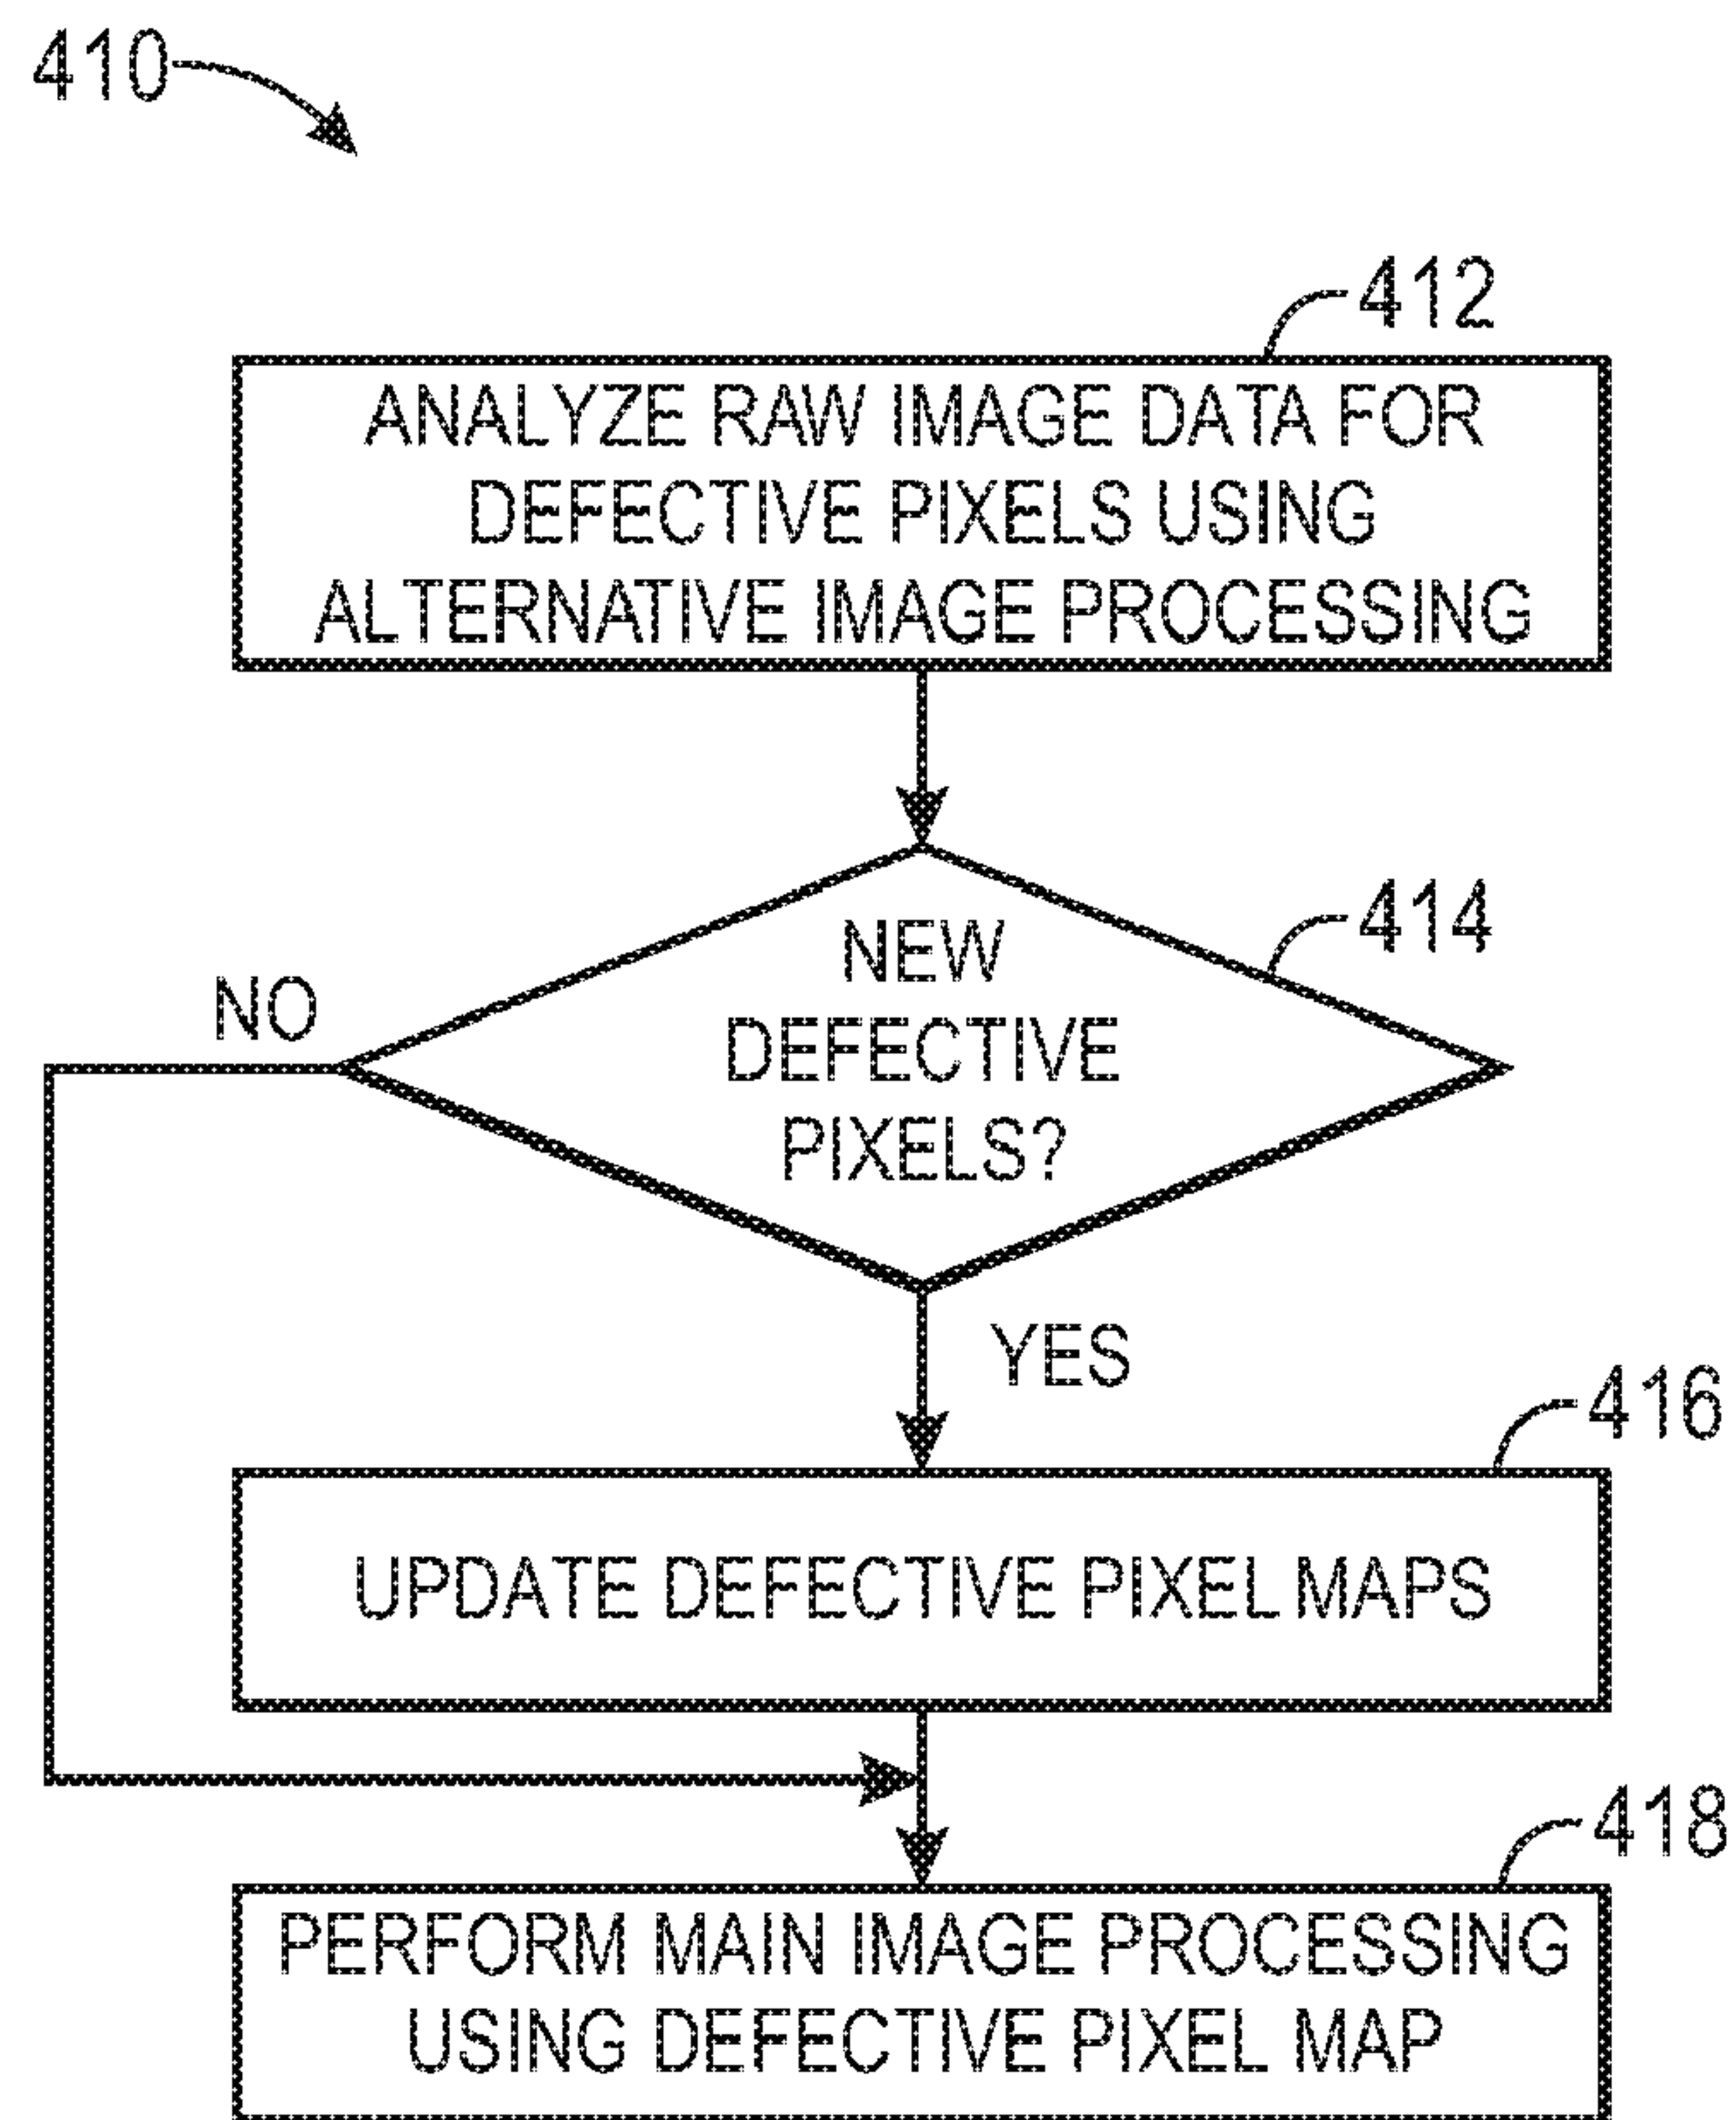 410
412
ANALYZE RAW IMAGE DATA FOR
DEFECTIVE PIXELS USING
ALTERNATIVE IMAGE PROCESSING
414
NEW
DEFECTIVE
PIXELS?
NO
YES
416
UPDATE DEFECTIVE PIXEL MAPS
418
PERFORM MAIN IMAGE PROCESSING
USING DEFECTIVE PIXEL MAP